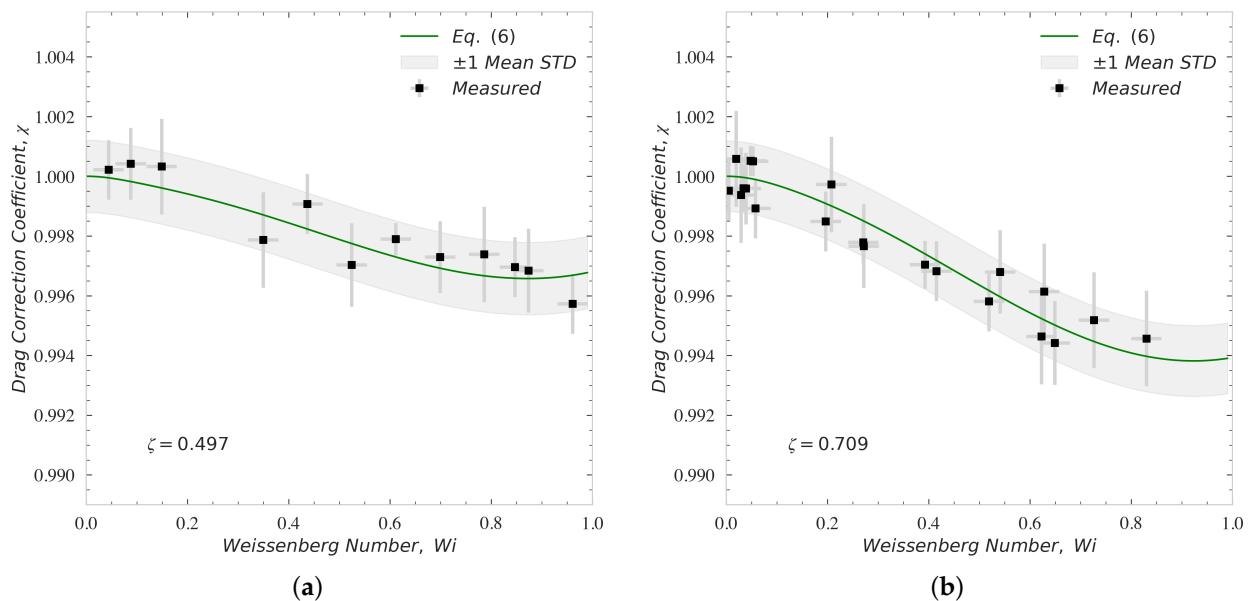 1.004
1.002
1.000
0.998
0.996
0.994
0.992
0.990
Drag Correction Coefficient, χ
Eq. (6)
±1 Mean STD
Measured
ζ = 0.497
0.0 0.2 0.4 0.6 0.8 1.0
Weissenberg Number, Wi
(a)
1.004
1.002
1.000
0.998
0.996
0.994
0.992
0.990
Drag Correction Coefficient, χ
Eq. (6)
±1 Mean STD
Measured
ζ = 0.709
0.0 0.2 0.4 0.6 0.8 1.0
Weissenberg Number, Wi
(b)